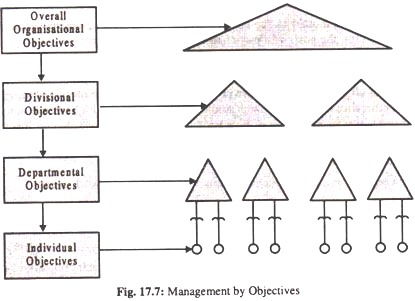 Overall
Organisational
Objectives
Divisional
Objectives
Departmental
Objectives
Individual
Objectives
Fig. 17.7: Management by Objectives